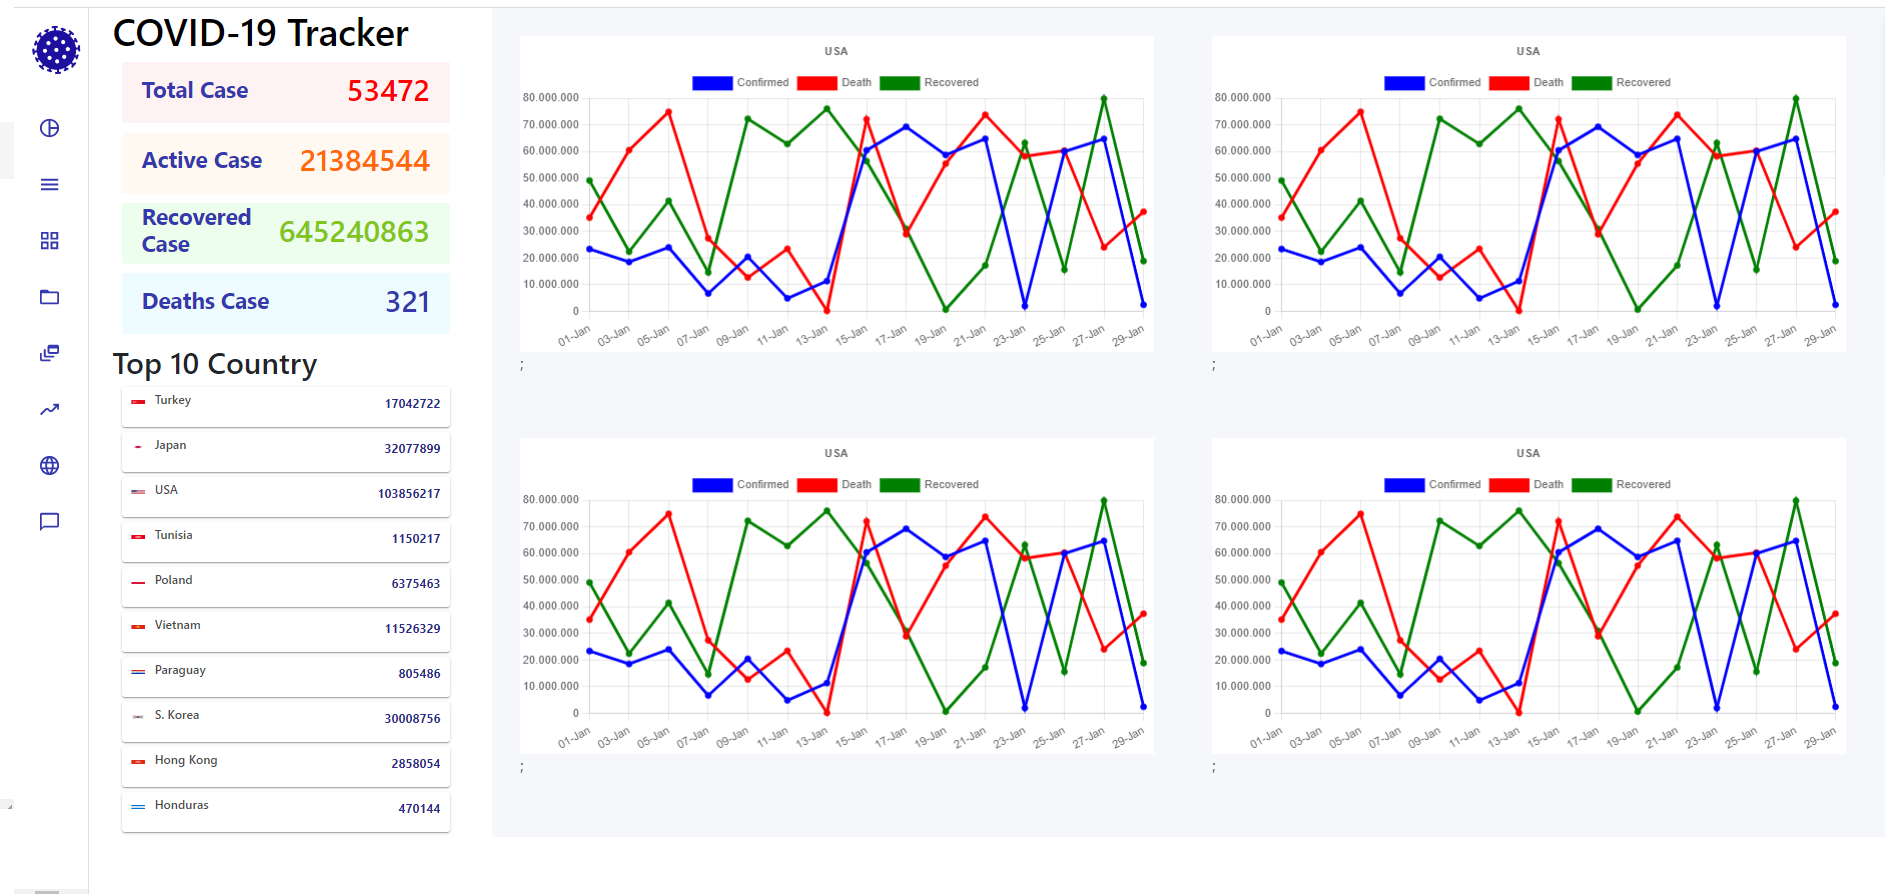 COVID-19 Tracker
Total Case 53472
Active Case 21384544
Recovered Case 645240863
Deaths Case 321
Top 10 Country
Turkey 17042722
Japan 32077899
USA 103856217
Tunisia 1150217
Poland 6375463
Vietnam 11526329
Paraguay 805486
S. Korea 30008756
Hong Kong 2858054
Honduras 470144
USA
Confirmed Death Recovered
80.000.000
70.000.000
60.000.000
50.000.000
40.000.000
30.000.000
20.000.000
10.000.000
0
01-Jan 03-Jan 05-Jan 07-Jan 09-Jan 11-Jan 13-Jan 15-Jan 17-Jan 19-Jan 21-Jan 23-Jan 25-Jan 27-Jan 29-Jan
;
USA
Confirmed Death Recovered
80.000.000
70.000.000
60.000.000
50.000.000
40.000.000
30.000.000
20.000.000
10.000.000
0
01-Jan 03-Jan 05-Jan 07-Jan 09-Jan 11-Jan 13-Jan 15-Jan 17-Jan 19-Jan 21-Jan 23-Jan 25-Jan 27-Jan 29-Jan
;
USA
Confirmed Death Recovered
80.000.000
70.000.000
60.000.000
50.000.000
40.000.000
30.000.000
20.000.000
10.000.000
0
01-Jan 03-Jan 05-Jan 07-Jan 09-Jan 11-Jan 13-Jan 15-Jan 17-Jan 19-Jan 21-Jan 23-Jan 25-Jan 27-Jan 29-Jan
;
USA
Confirmed Death Recovered
80.000.000
70.000.000
60.000.000
50.000.000
40.000.000
30.000.000
20.000.000
10.000.000
0
01-Jan 03-Jan 05-Jan 07-Jan 09-Jan 11-Jan 13-Jan 15-Jan 17-Jan 19-Jan 21-Jan 23-Jan 25-Jan 27-Jan 29-Jan
;